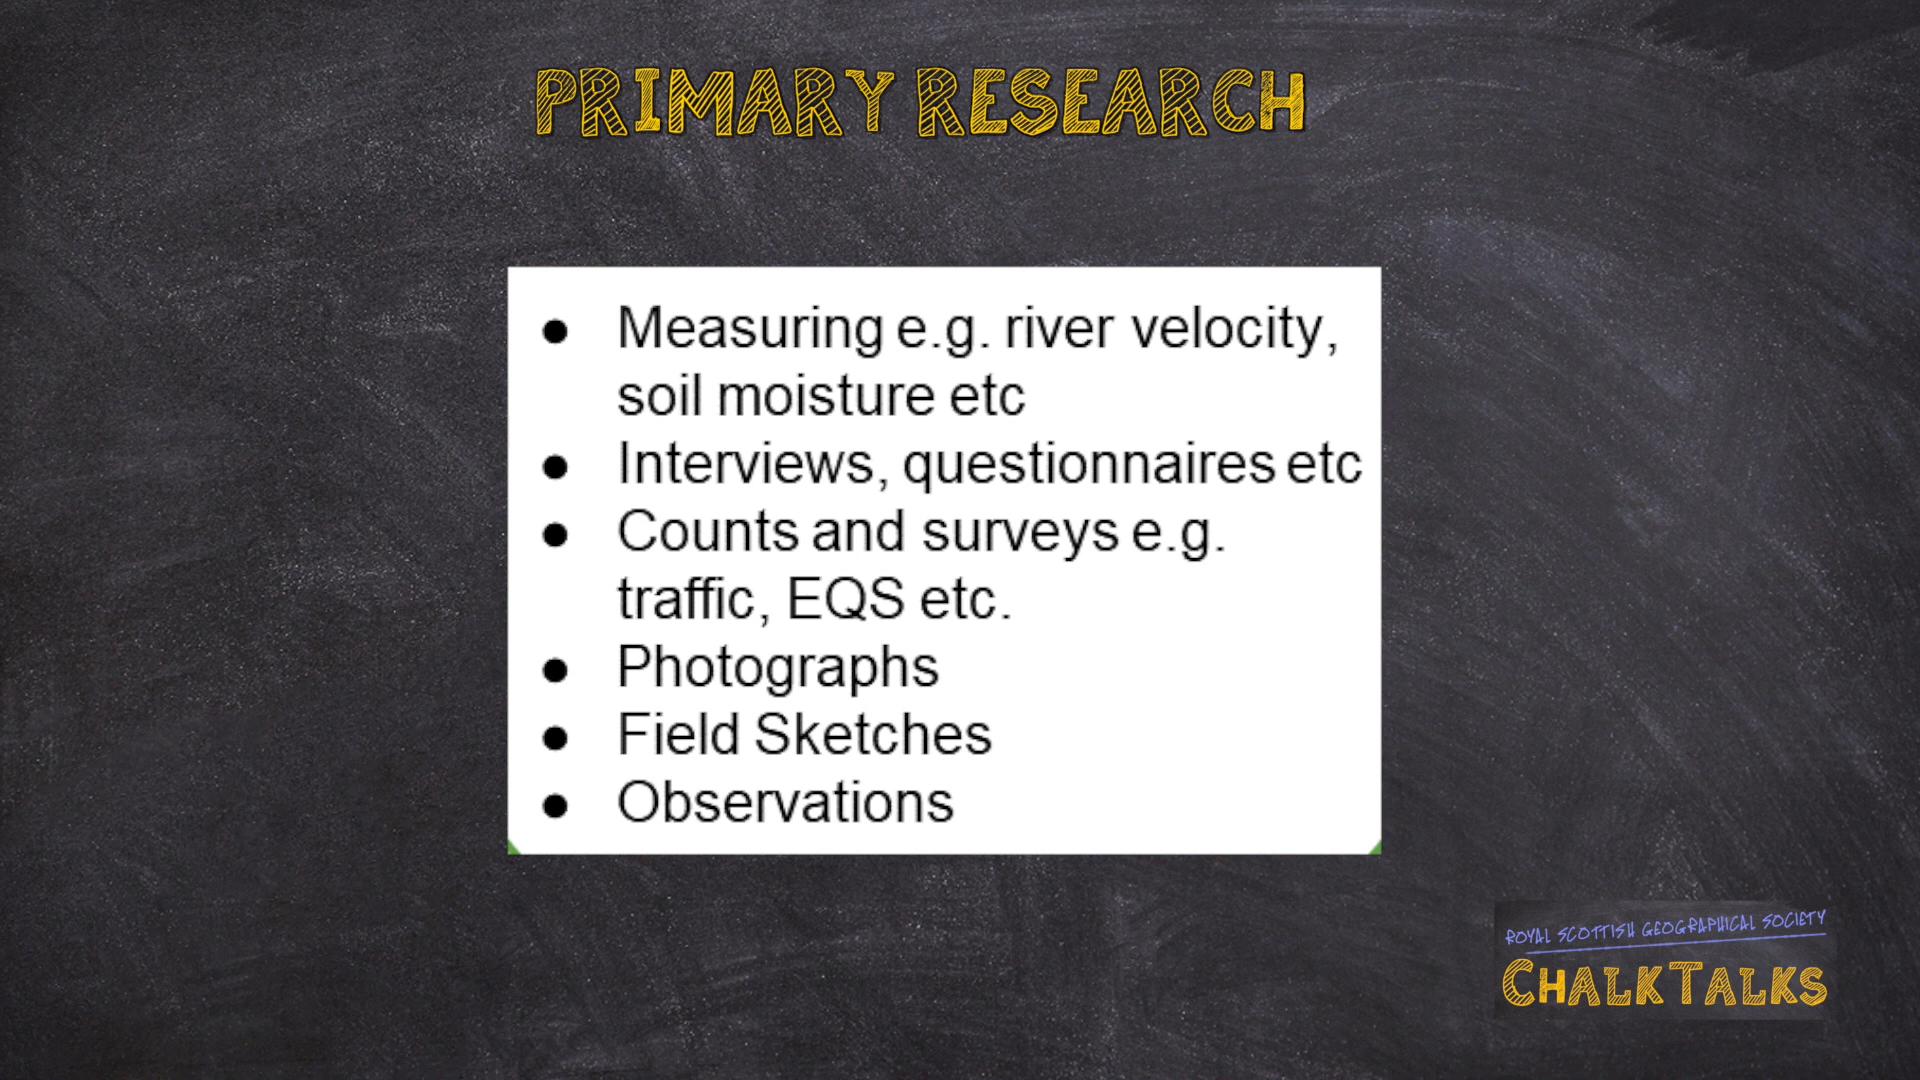 PRIMARY RESEARCH
● Measuring e.g. river velocity,
soil moisture etc
● Interviews, questionnaires etc
● Counts and surveys e.g.
traffic, EQS etc.
● Photographs
● Field Sketches
● Observations
ROYAL SCOTTISH GEOGRAPHICAL SOCIETY
CHALKTALKS